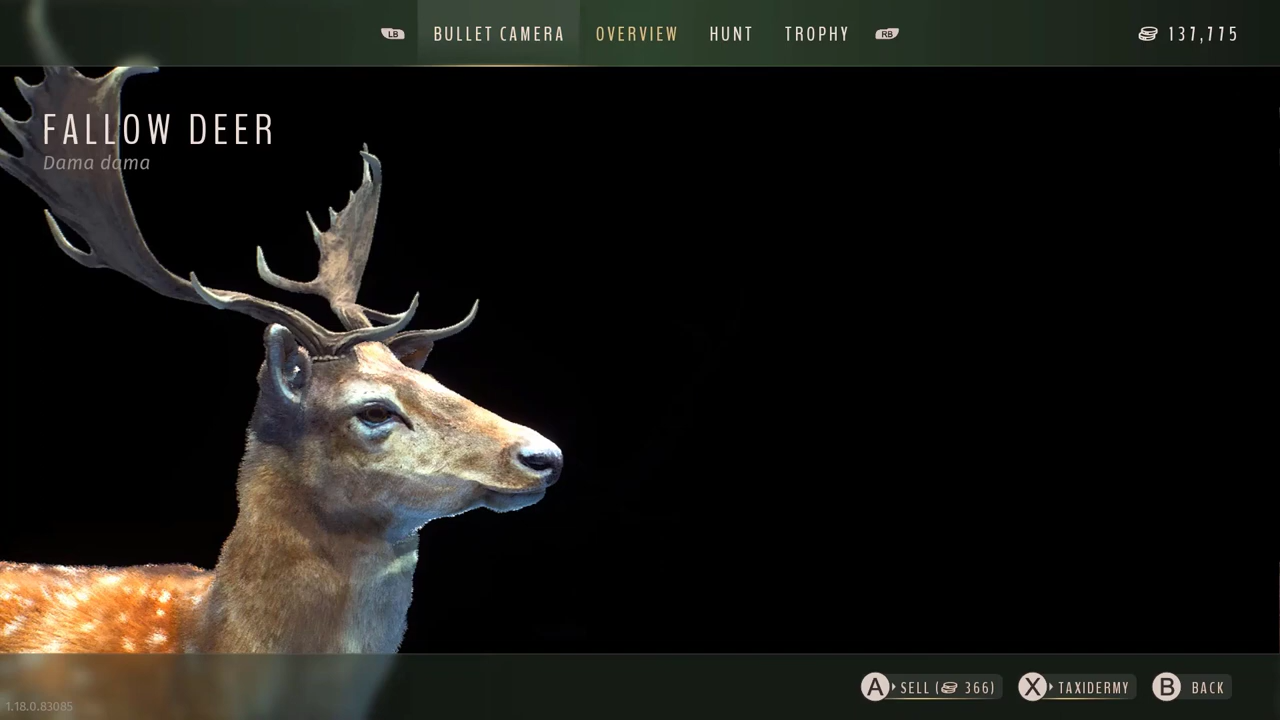 LB BULLET CAMERA OVERVIEW HUNT TROPHY RB 137,775
FALLOW DEER
Dama dama
A SELL ( 366) X TAXIDERMY B BACK
1.18.0.83085